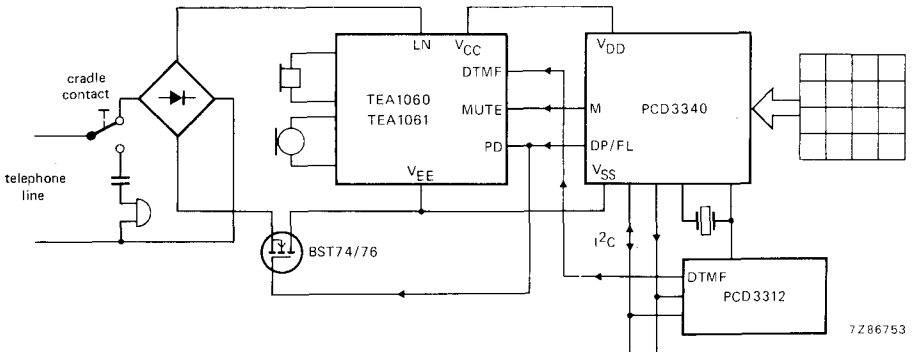 cradle
contact
telephone
line
LN
VCC
DTMF
TEA1060
TEA1061
MUTE
PD
VEE
BST74/76
VDD
M
PCD3340
DP/FL
VSS
I²C
DTMF
PCD3312
7Z86753